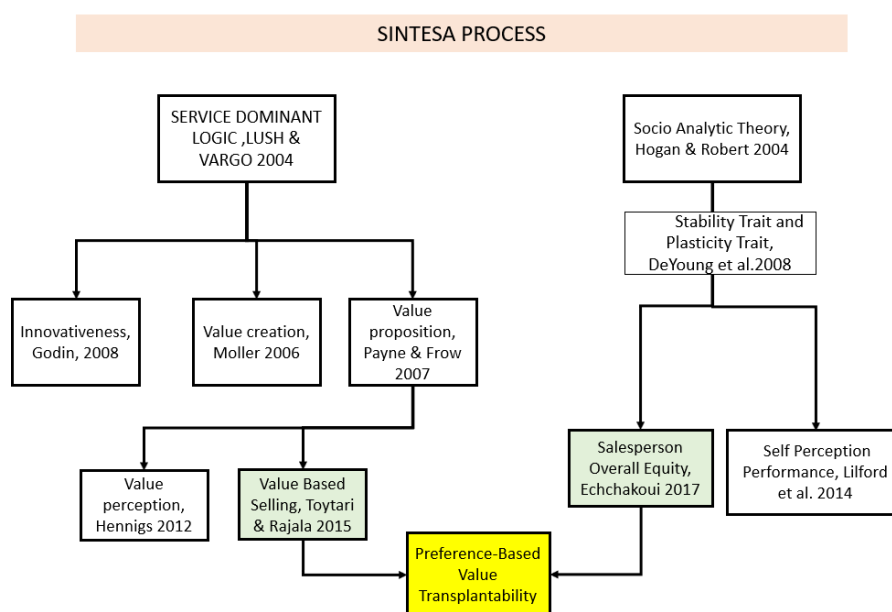 SINTESA PROCESS
SERVICE DOMINANT
LOGIC ,LUSH &
VARGO 2004
Socio Analytic Theory,
Hogan & Robert 2004
Stability Trait and
Plasticity Trait,
DeYoung et al.2008
Innovativeness,
Godin, 2008
Value creation,
Moller 2006
Value
proposition,
Payne & Frow
2007
Value
perception,
Hennigs 2012
Value Based
Selling, Toytari
& Rajala 2015
Salesperson
Overall Equity,
Echchakoui 2017
Self Perception
Performance, Lilford
et al. 2014
Preference-Based
Value
Transplantability